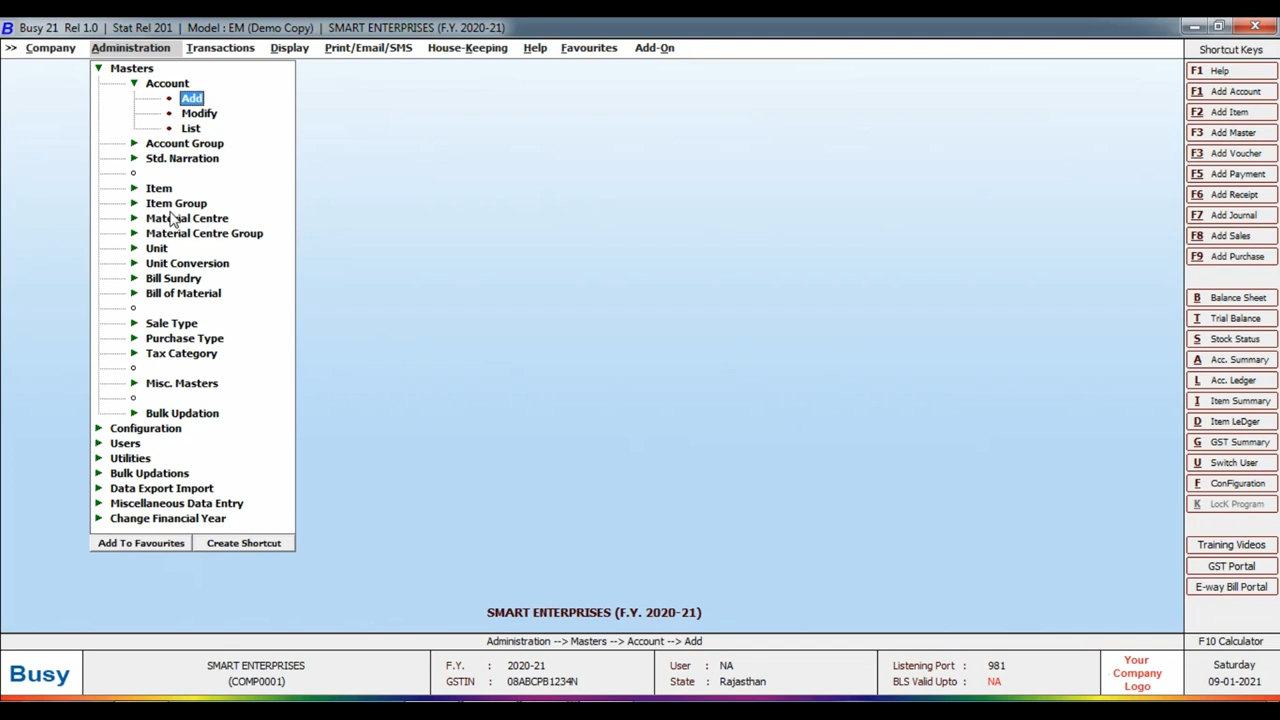 Busy 21 Rel 1.0 | Stat Rel 201 | Model : EM (Demo Copy) | SMART ENTERPRISES (F.Y. 2020-21)
>> Company Administration Transactions Display Print/Email/SMS House-Keeping Help Favourites Add-On
Masters
Account
Add
Modify
List
Account Group
Std. Narration
Item
Item Group
Material Centre
Material Centre Group
Unit
Unit Conversion
Bill Sundry
Bill of Material
Sale Type
Purchase Type
Tax Category
Misc. Masters
Bulk Updation
Configuration
Users
Utilities
Bulk Updations
Data Export Import
Miscellaneous Data Entry
Change Financial Year
Add To Favourites Create Shortcut
Shortcut Keys
F1 Help
F1 Add Account
F2 Add Item
F3 Add Master
F3 Add Voucher
F5 Add Payment
F6 Add Receipt
F7 Add Journal
F8 Add Sales
F9 Add Purchase
B Balance Sheet
T Trial Balance
S Stock Status
A Acc. Summary
L Acc. Ledger
I Item Summary
D Item LeDger
G GST Summary
U Switch User
F ConFiguration
K LocK Program
Training Videos
GST Portal
E-way Bill Portal
SMART ENTERPRISES (F.Y. 2020-21)
Administration --> Masters --> Account --> Add
F10 Calculator
Busy
SMART ENTERPRISES
(COMP0001)
F.Y. : 2020-21
GSTIN : 08ABCPB1234N
User : NA
State : Rajasthan
Listening Port : 981
BLS Valid Upto : NA
Your
Company
Logo
Saturday
09-01-2021